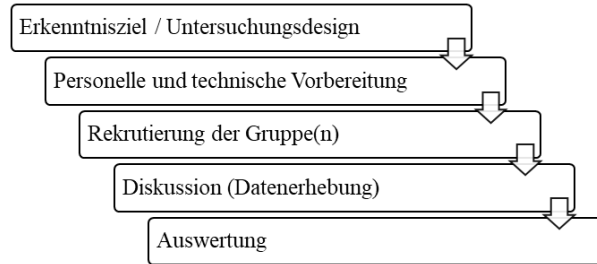 Erkenntnisziel / Untersuchungsdesign
Personelle und technische Vorbereitung
Rekrutierung der Gruppe(n)
Diskussion (Datenerhebung)
Auswertung